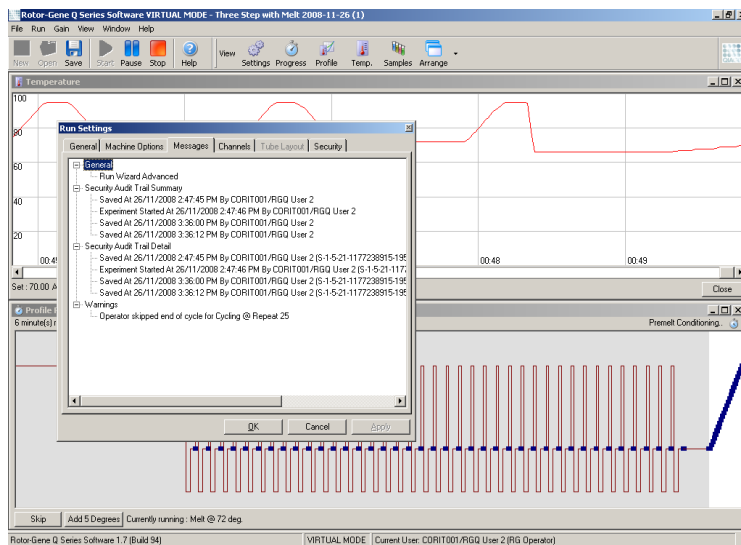 Rotor-Gene Q Series Software VIRTUAL MODE - Three Step with Melt 2008-11-26 (1)
File Run Gain View Window Help
New Open Save Start Pause Stop Help View Settings Progress Profile Temp. Samples Arrange
Temperature
100
80
60
40
20
00:48
00:49
Run Settings
General Machine Options Messages Channels Tube Layout Security
General
Run Wizard Advanced
Security Audit Trail Summary
Saved At 26/11/2008 2:47:45 PM By CORIT001/RGQ User 2
Experiment Started At 26/11/2008 2:47:46 PM By CORIT001/RGQ User 2
Saved At 26/11/2008 3:36:00 PM By CORIT001/RGQ User 2
Saved At 26/11/2008 3:36:12 PM By CORIT001/RGQ User 2
Security Audit Trail Detail
Saved At 26/11/2008 2:47:45 PM By CORIT001/RGQ User 2 (S-1-5-21-1177238915-195
Experiment Started At 26/11/2008 2:47:46 PM By CORIT001/RGQ User 2 (S-1-5-21-117
Saved At 26/11/2008 3:36:00 PM By CORIT001/RGQ User 2 (S-1-5-21-1177238915-195
Saved At 26/11/2008 3:36:12 PM By CORIT001/RGQ User 2 (S-1-5-21-1177238915-195
Warnings
Operator skipped end of cycle for Cycling @ Repeat 25
OK Cancel Apply
Set : 70.00
Close
Profile
6 minute(s)
Premelt Conditioning..
Skip Add 5 Degrees Currently running : Melt @ 72 deg.
Rotor-Gene Q Series Software 1.7 (Build 94) VIRTUAL MODE Current User: CORIT001/RGQ User 2 (RG Operator)